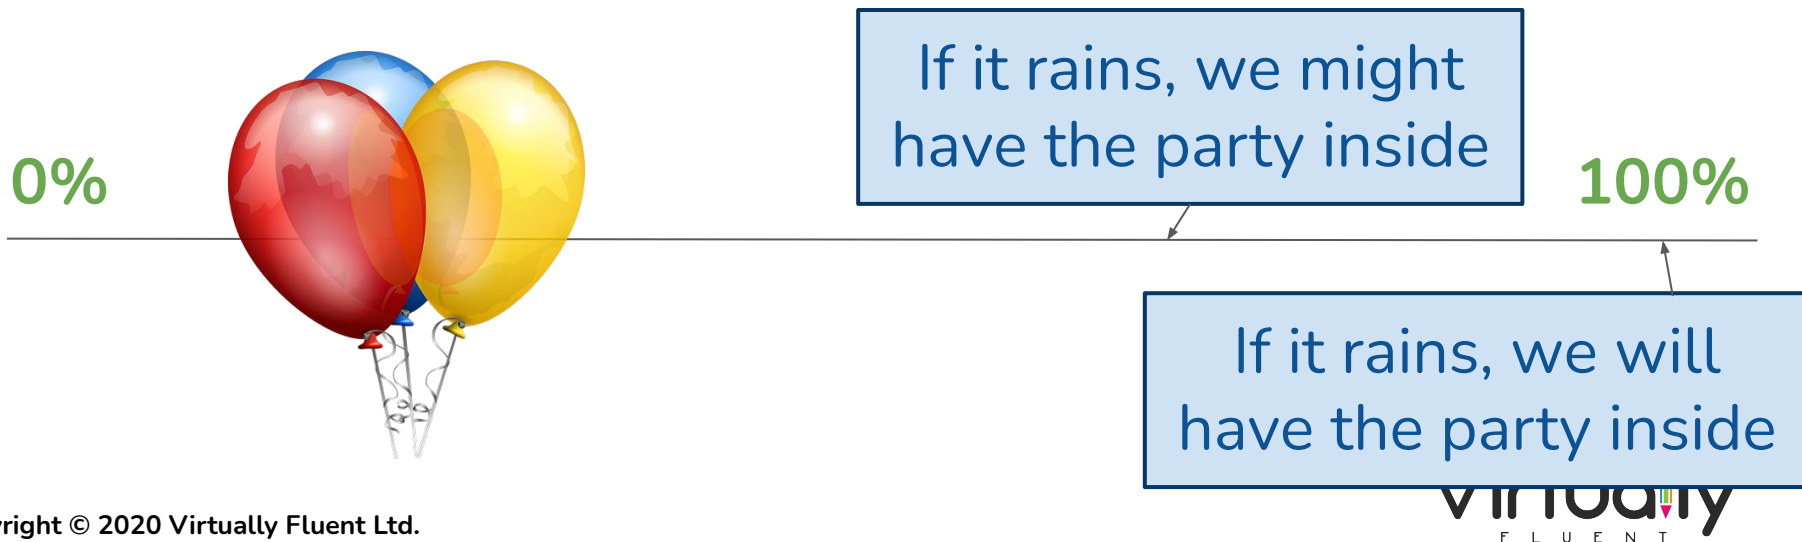 If it rains, we might
have the party inside
0%
100%
If it rains, we will
have the party inside
right © 2020 Virtually Fluent Ltd.
FLUENT